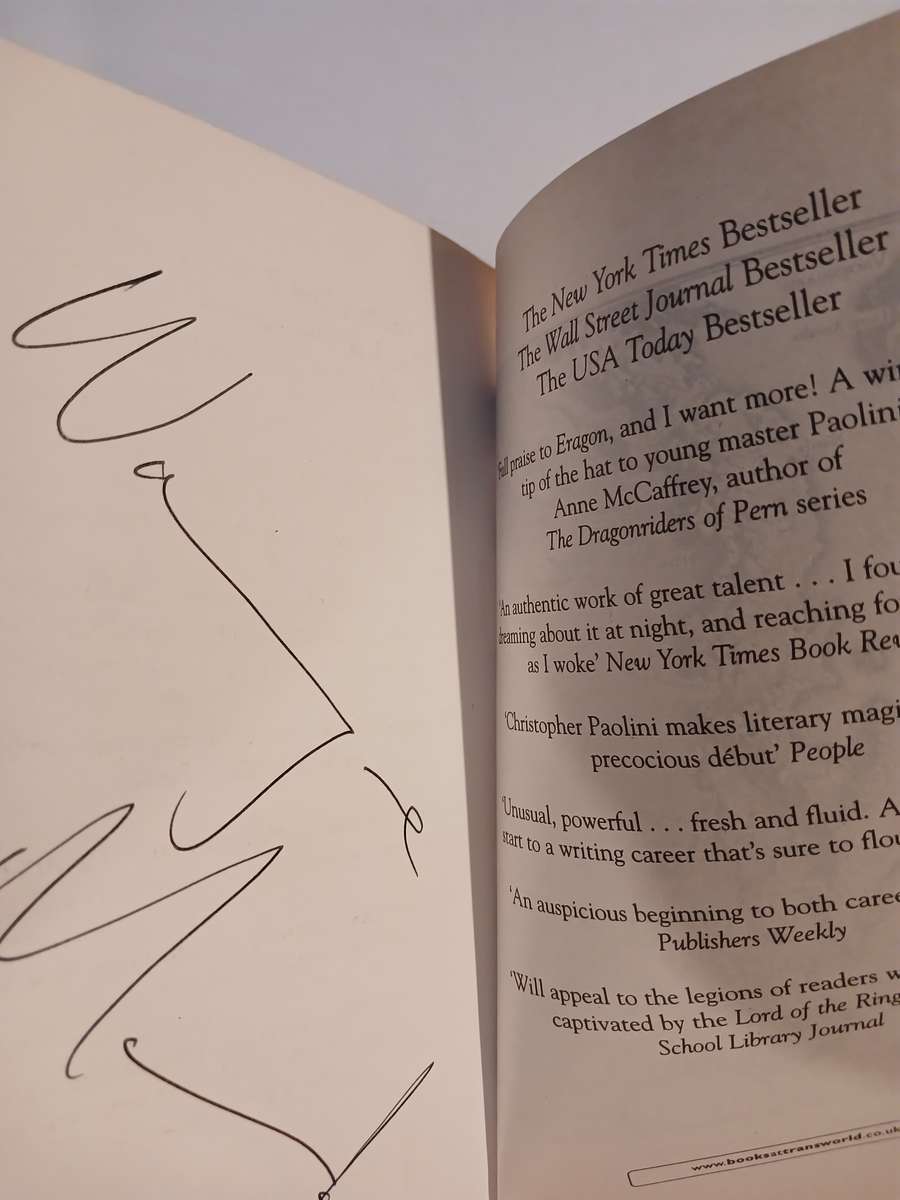 The New York Times Bestseller
The Wall Street Journal Bestseller
The USA Today Bestseller
full praise to Eragon, and I want more! A win
tip of the hat to young master Paolini
Anne McCaffrey, author of
The Dragonriders of Pern series
'An authentic work of great talent . . . I fou
dreaming about it at night, and reaching fo
as I woke' New York Times Book Rev
'Christopher Paolini makes literary magi
precocious début' People
'Unusual, powerful . . . fresh and fluid. A
start to a writing career that's sure to flou
'An auspicious beginning to both caree
Publishers Weekly
'Will appeal to the legions of readers w
captivated by the Lord of the Ring
School Library Journal
www.booksattransworld.co.uk